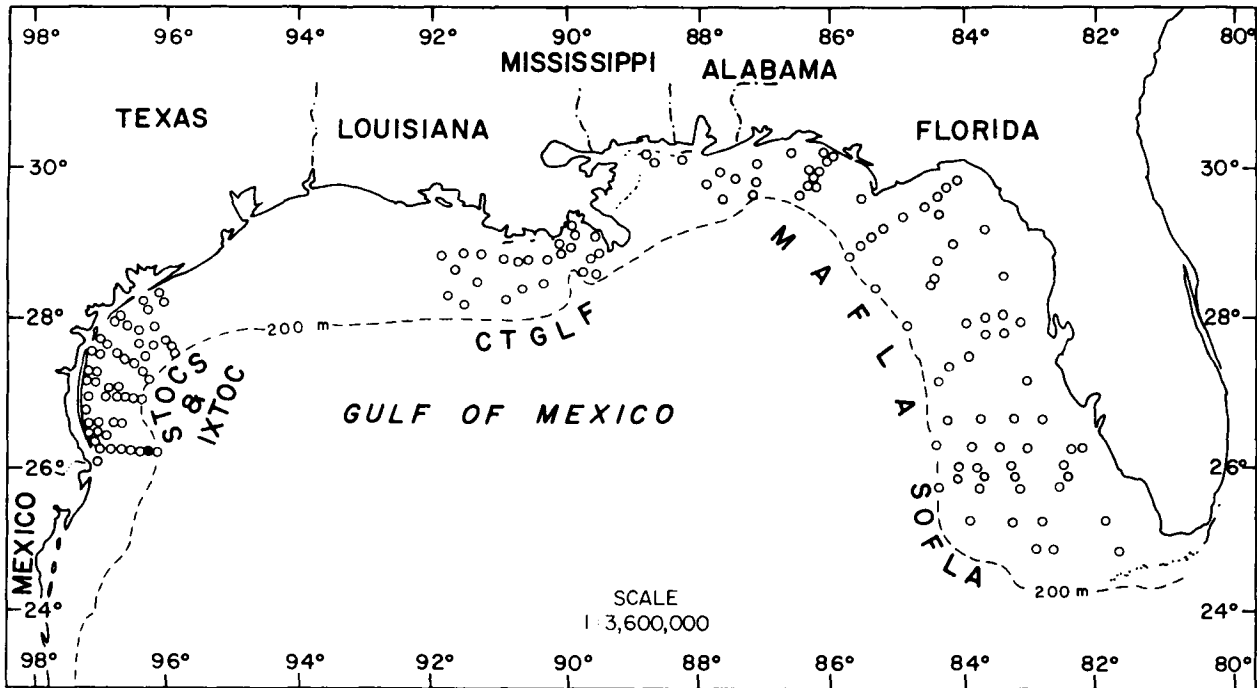 98° 96° 94° 92° 90° 88° 86° 84° 82° 80°
MISSISSIPPI ALABAMA
TEXAS LOUISIANA FLORIDA
30° 30°
28° 28°
200 m
CTGLF
MAFLA
STOCS & IXTOC
GULF OF MEXICO
26° 26°
SOFLA
MEXICO
200 m
SCALE
1:3,600,000
24° 24°
98° 96° 94° 92° 90° 88° 86° 84° 82° 80°